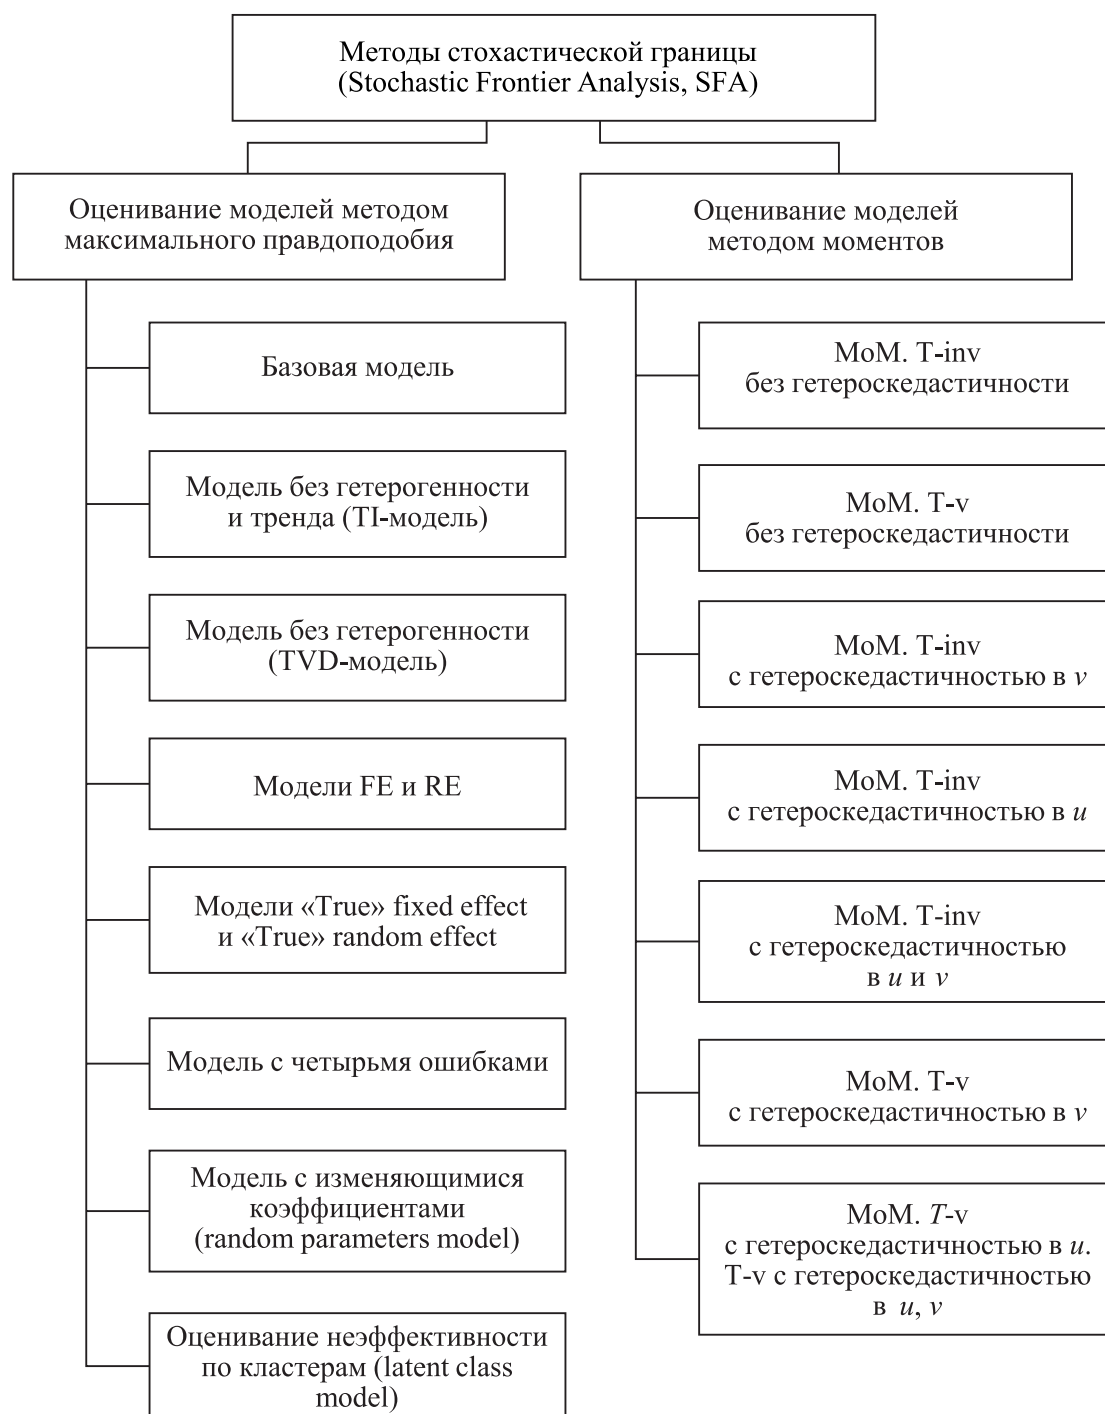 Методы стохастической границы
(Stochastic Frontier Analysis, SFA)
Оценивание моделей методом
максимального правдоподобия
Базовая модель
Модель без гетерогенности
и тренда (TI-модель)
Модель без гетерогенности
(TVD-модель)
Модели FE и RE
Модели «True» fixed effect
и «True» random effect
Модель с четырьмя ошибками
Модель с изменяющимися
коэффициентами
(random parameters model)
Оценивание неэффективности
по кластерам (latent class
model)
Оценивание моделей
методом моментов
MoM. T-inv
без гетероскедастичности
MoM. T-v
без гетероскедастичности
MoM. T-inv
с гетероскедастичностью в v
MoM. T-inv
с гетероскедастичностью в u
MoM. T-inv
с гетероскедастичностью
в u и v
MoM. T-v
с гетероскедастичностью в v
MoM. T-v
с гетероскедастичностью в u.
T-v с гетероскедастичностью
в u, v